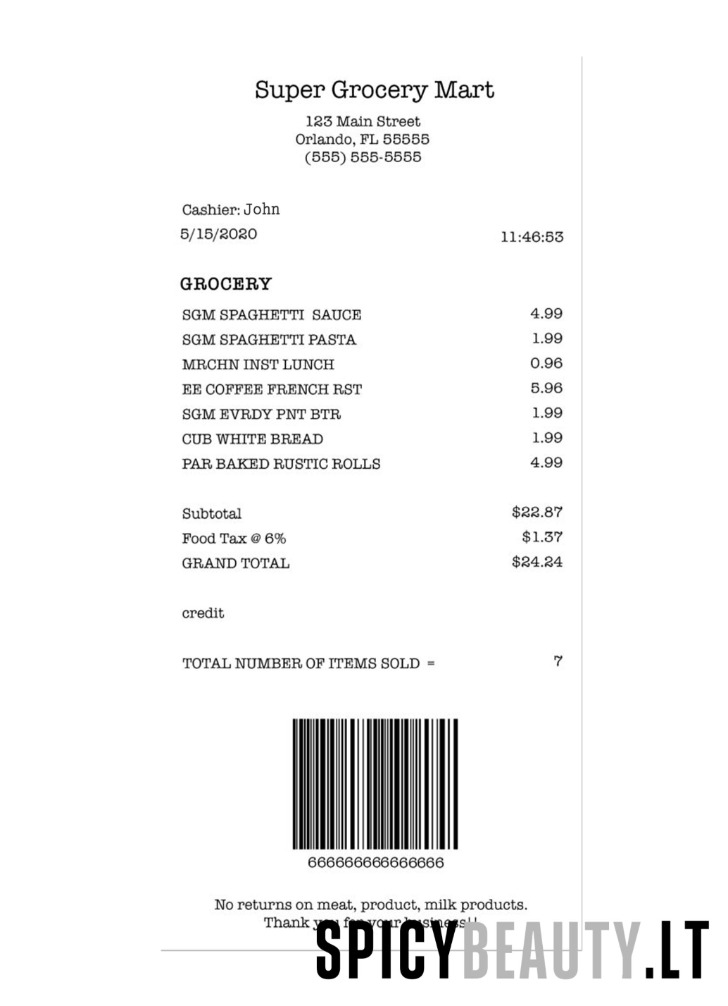 Super Grocery Mart
123 Main Street
Orlando, FL 55555
(555) 555-5555
Cashier: John
5/15/2020 11:46:53
GROCERY
SGM SPAGHETTI SAUCE 4.99
SGM SPAGHETTI PASTA 1.99
MRCHN INST LUNCH 0.96
EE COFFEE FRENCH RST 5.96
SGM EVRDY PNT BTR 1.99
CUB WHITE BREAD 1.99
PAR BAKED RUSTIC ROLLS 4.99
Subtotal $22.87
Food Tax @ 6% $1.37
GRAND TOTAL $24.24
credit
TOTAL NUMBER OF ITEMS SOLD = 7
666666666666666
No returns on meat, product, milk products.
Thank you for your business!!
SPICYBEAUTY.LT